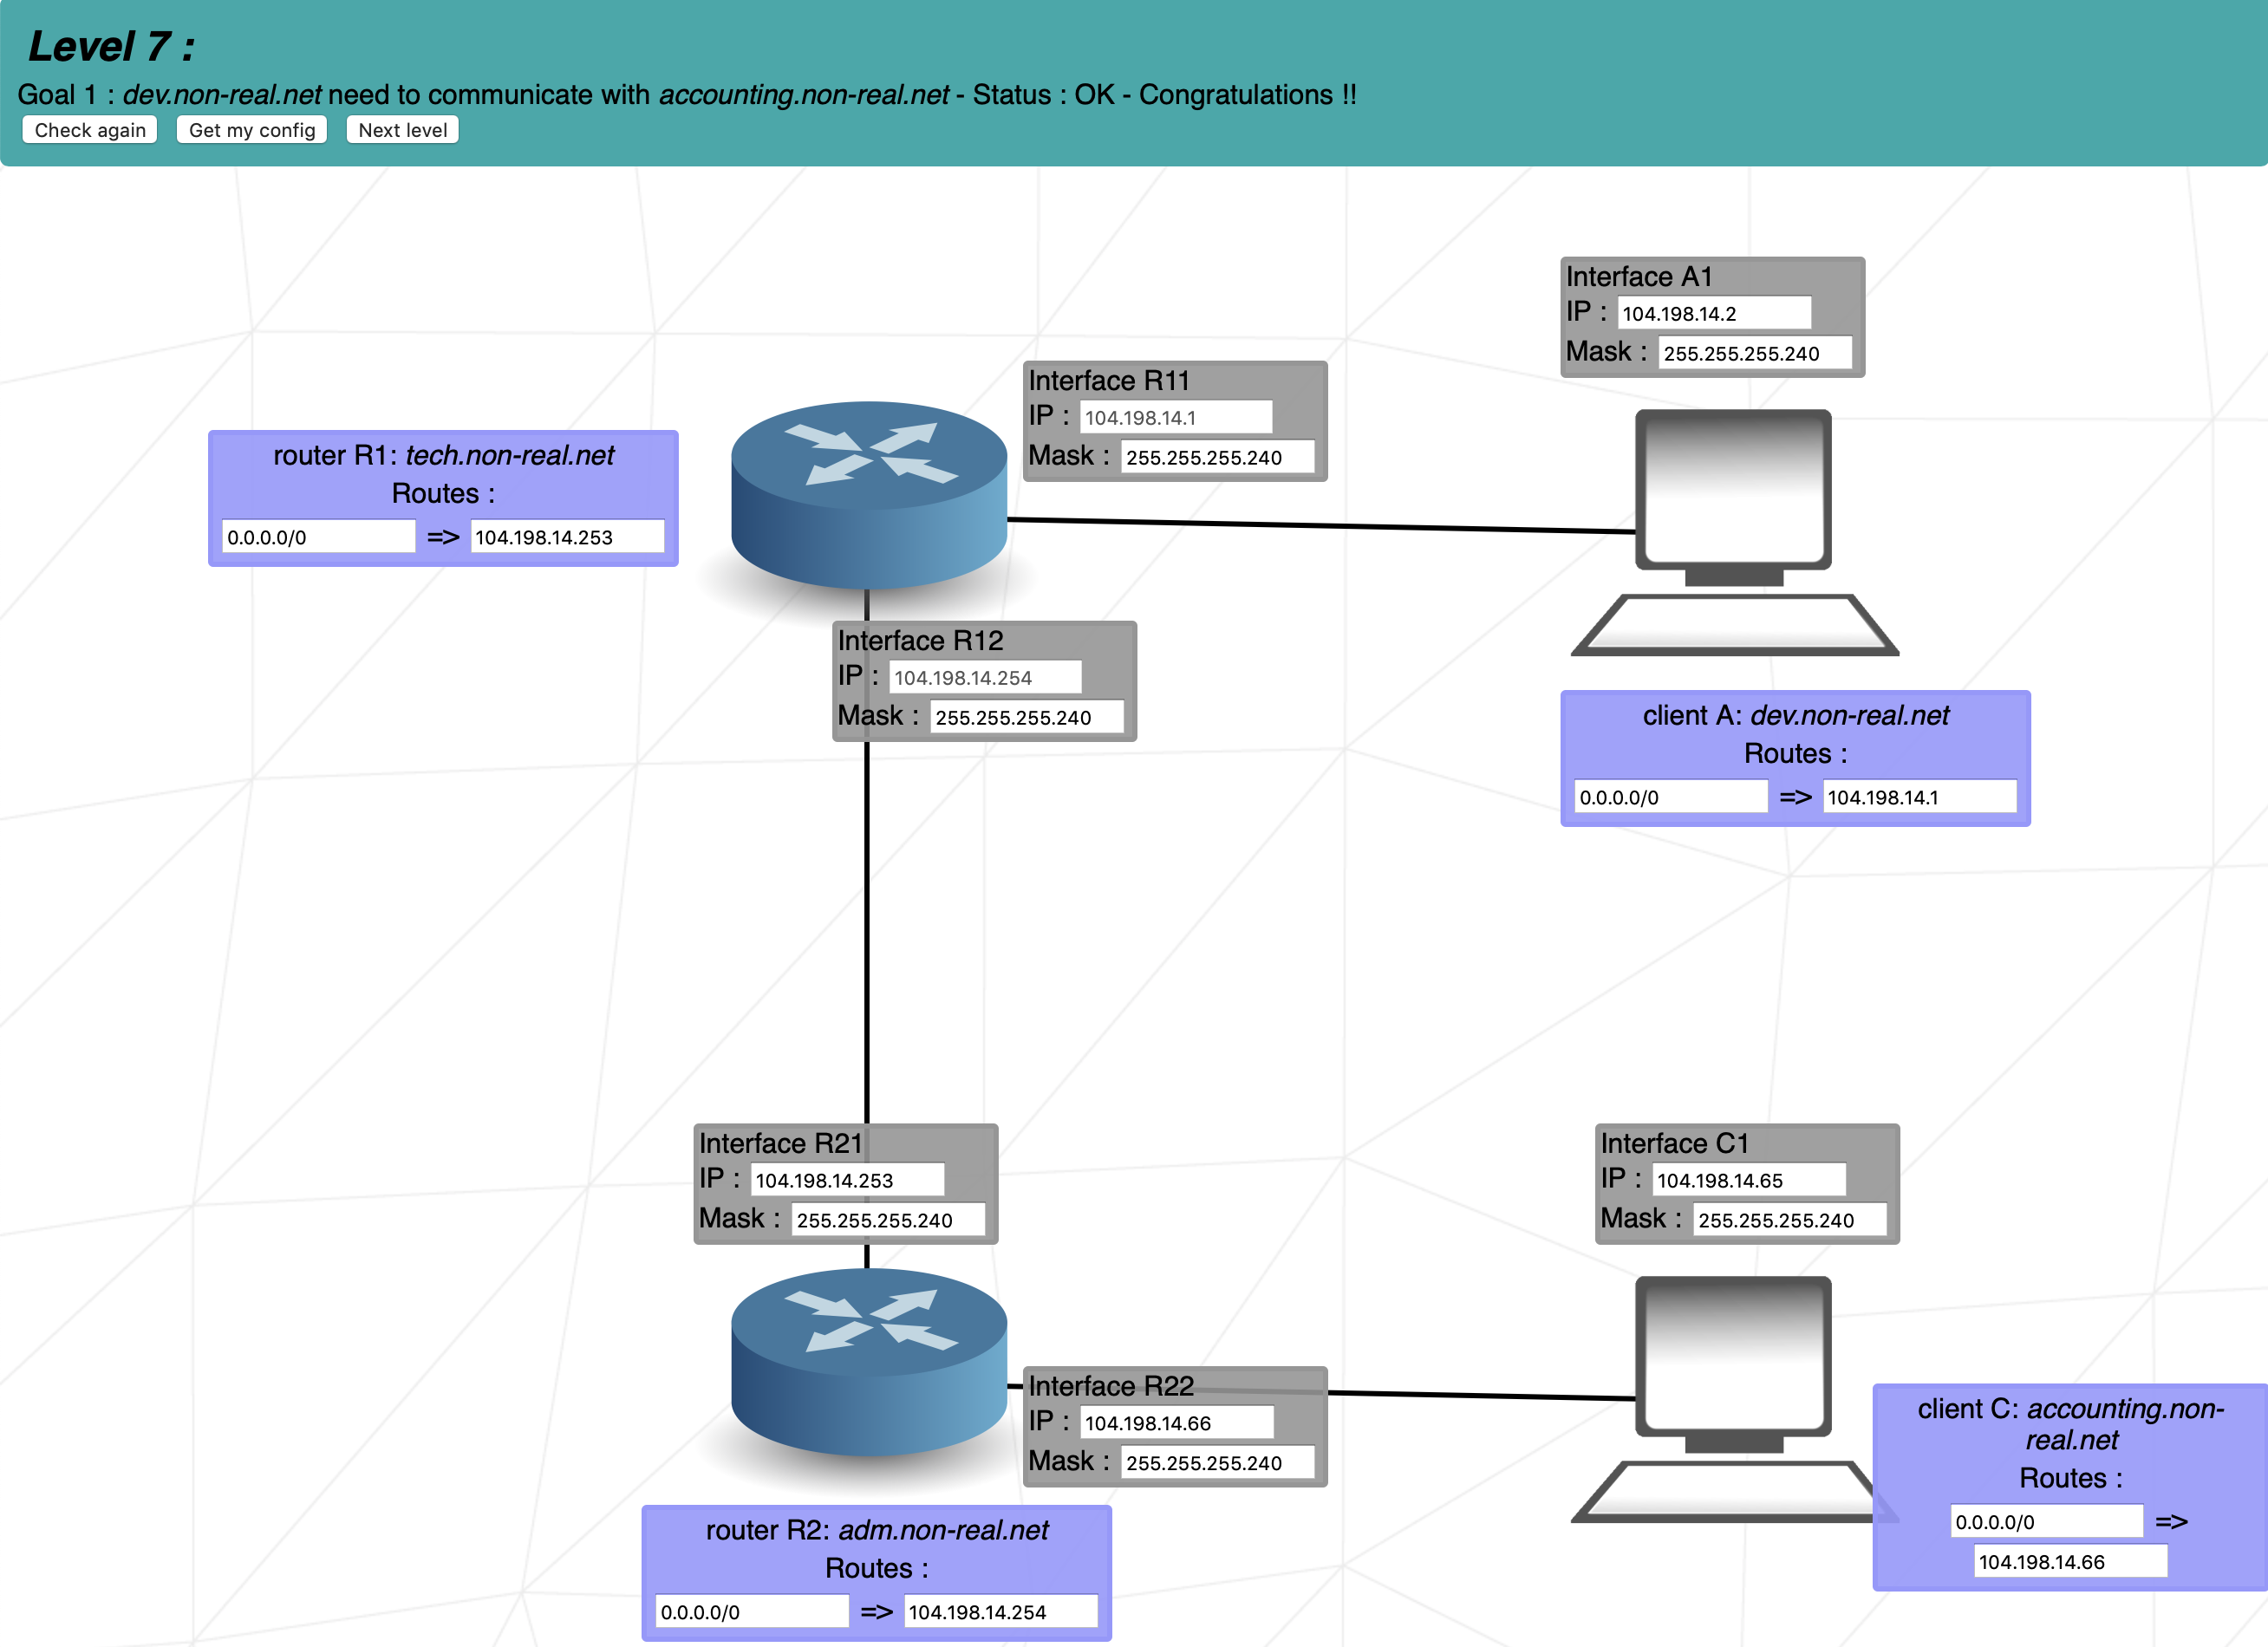 Level 7 :
Goal 1 : dev.non-real.net need to communicate with accounting.non-real.net - Status : OK - Congratulations !!
Check again Get my config Next level
Interface A1
IP : 104.198.14.2
Mask : 255.255.255.240
Interface R11
IP : 104.198.14.1
Mask : 255.255.255.240
router R1: tech.non-real.net
Routes :
0.0.0.0/0 => 104.198.14.253
Interface R12
IP : 104.198.14.254
Mask : 255.255.255.240
client A: dev.non-real.net
Routes :
0.0.0.0/0 => 104.198.14.1
Interface R21
IP : 104.198.14.253
Mask : 255.255.255.240
Interface C1
IP : 104.198.14.65
Mask : 255.255.255.240
Interface R22
IP : 104.198.14.66
Mask : 255.255.255.240
client C: accounting.non-
real.net
Routes :
0.0.0.0/0 =>
104.198.14.66
router R2: adm.non-real.net
Routes :
0.0.0.0/0 => 104.198.14.254